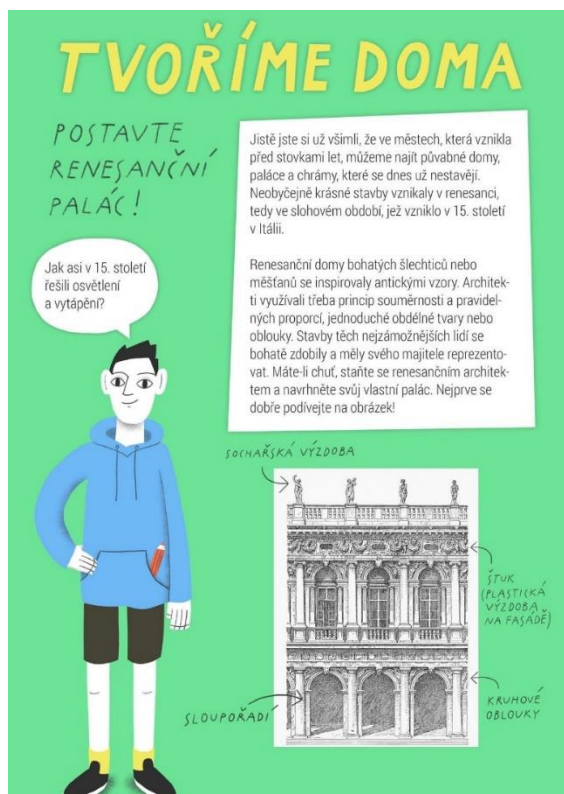 TVOŘÍME DOMA
POSTAVTE
RENESANČNÍ
PALÁC!
Jistě jste si už všimli, že ve městech, která vznikla
před stovkami let, můžeme najít půvabné domy,
paláce a chrámy, které se dnes už nestavějí.
Neobyčejně krásné stavby vznikaly v renesanci,
tedy ve slohovém období, jež vzniklo v 15. století
v Itálii.
Renesanční domy bohatých šlechticů nebo
měšťanů se inspirovaly antickými vzory. Architek-
ti využívali třeba princip souměrnosti a pravidel-
ných proporcí, jednoduché obdélné tvary nebo
oblouky. Stavby těch nejzámožnějších lidí se
bohatě zdobily a měly svého majitele reprezento-
vat. Máte-li chuť, staňte se renesančním architek-
tem a navrhněte svůj vlastní palác. Nejprve se
dobře podívejte na obrázek!
Jak asi v 15. století
řešili osvětlení
a vytápění?
SOCHAŘSKÁ VÝZDOBA
ŠTUK
(PLASTICKÁ
VÝZDOBA
NA FASÁDĚ)
SLOUPOŘADÍ
KRUHOVÉ
OBLOUKY